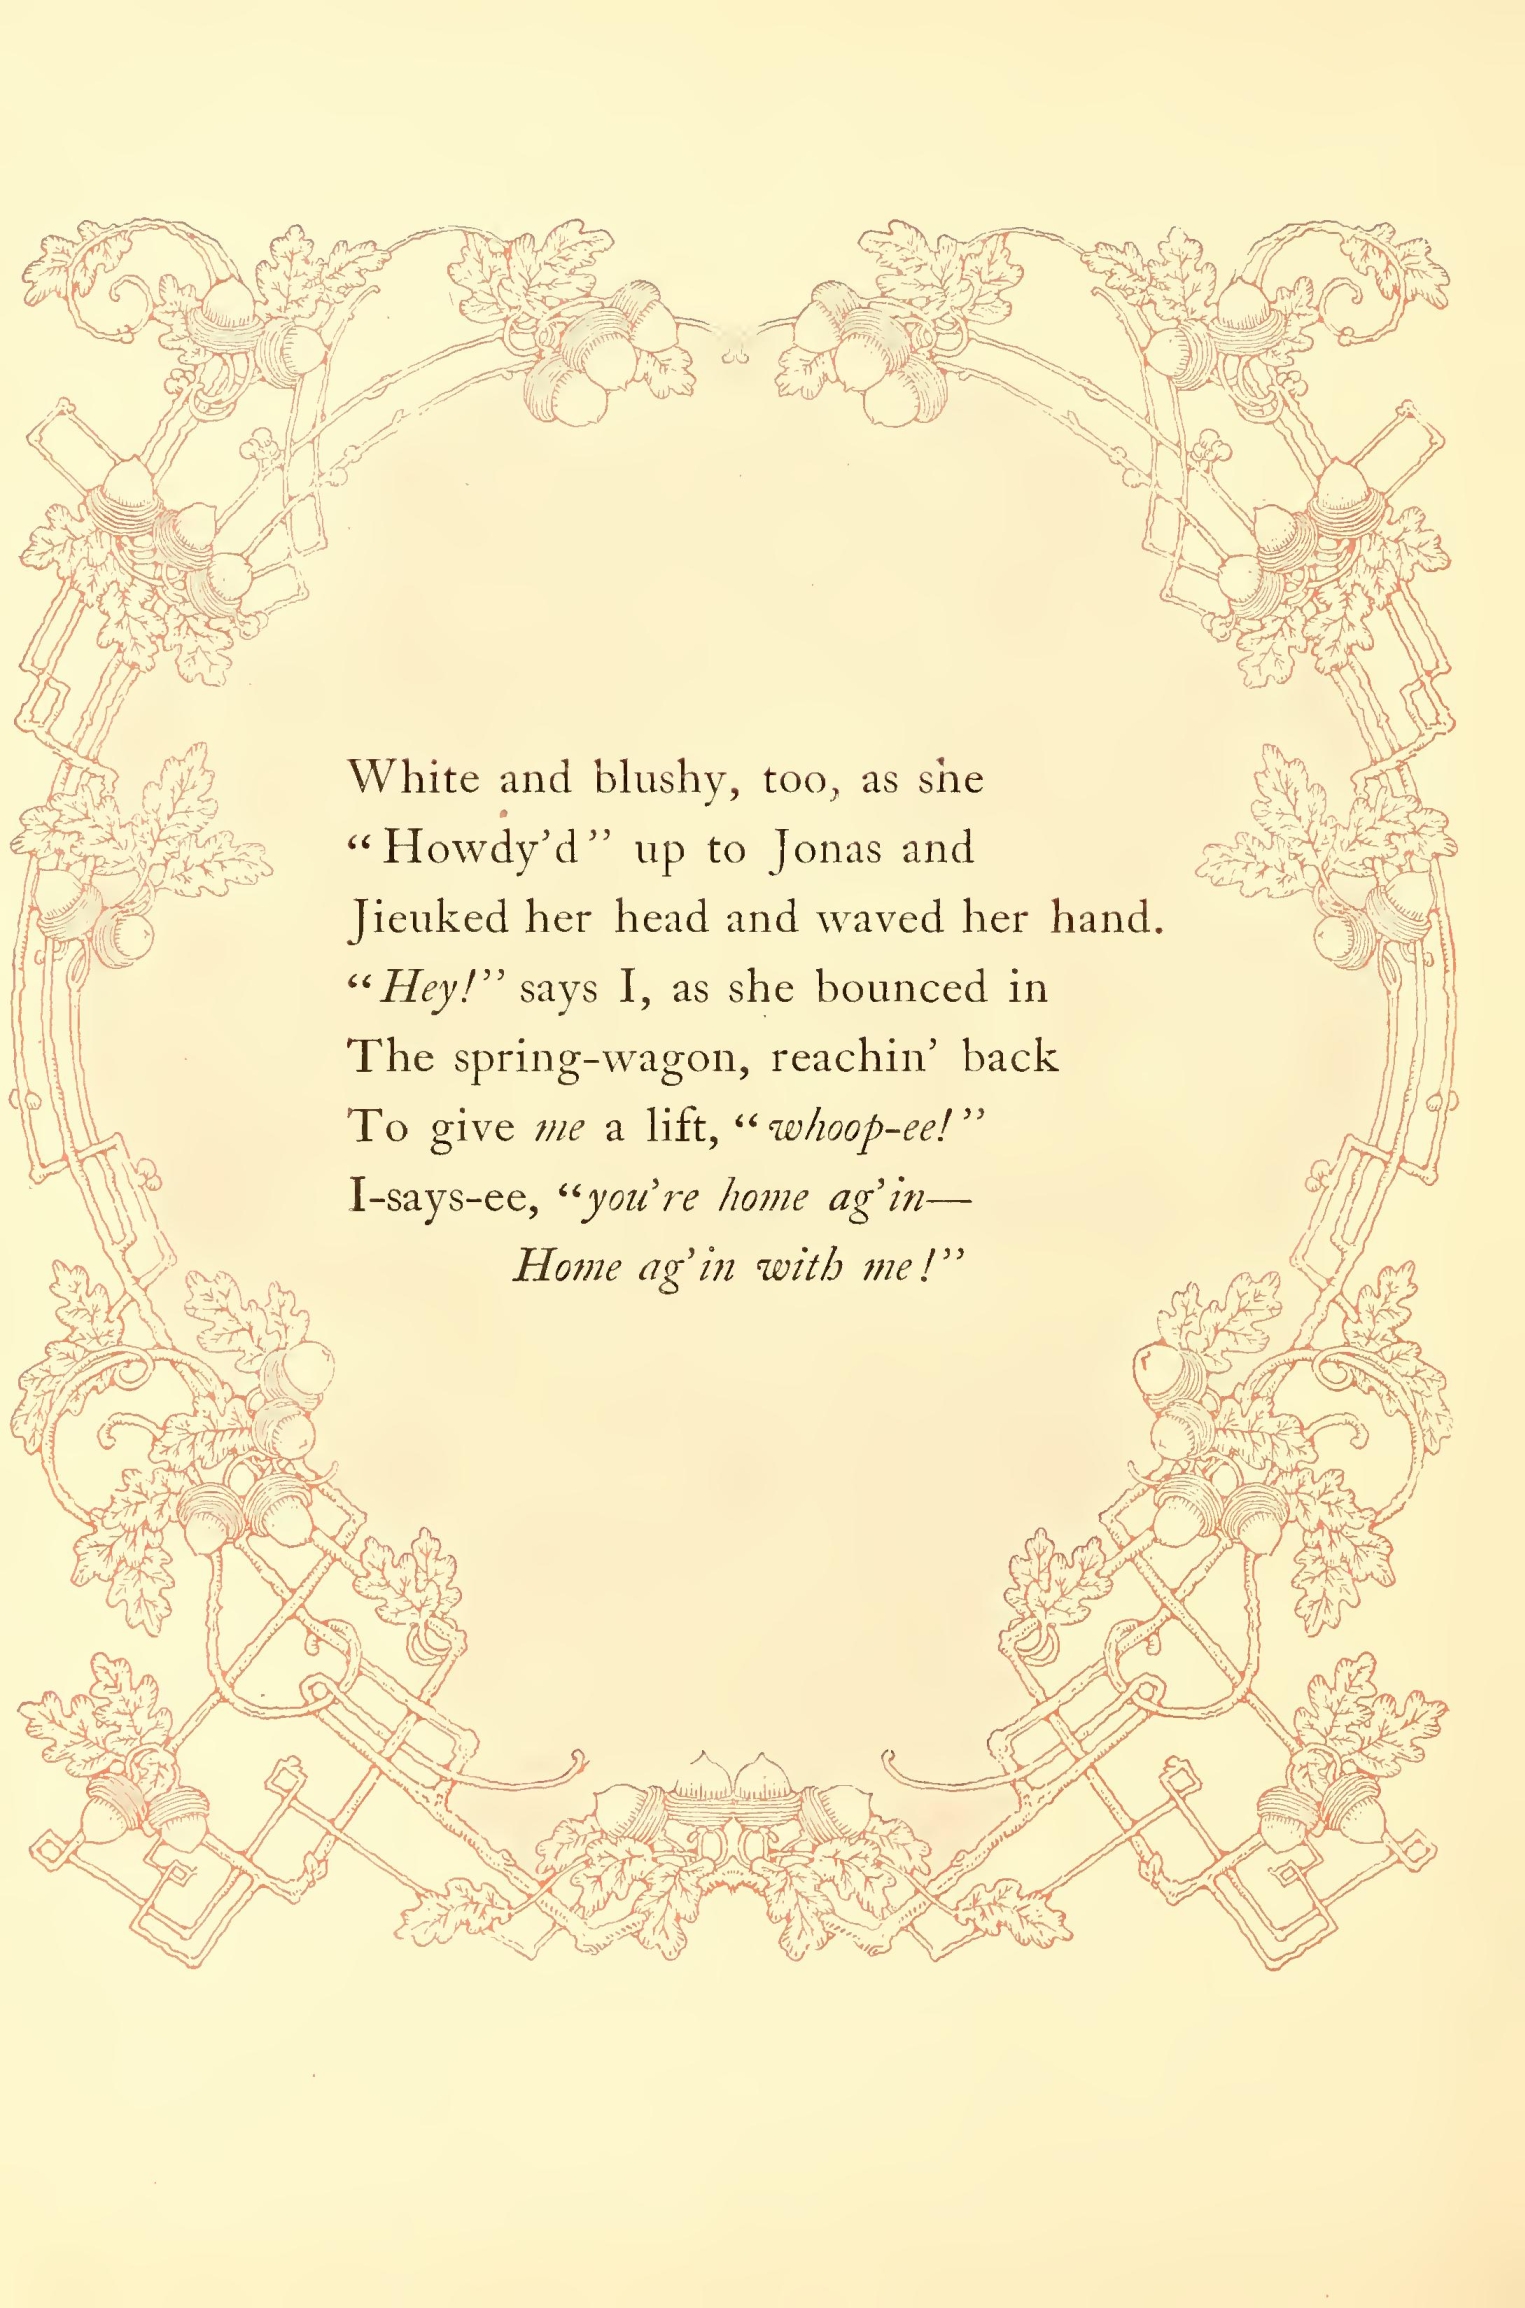 White and blushy, too, as she
“Howdy’d” up to Jonas and
Jieuked her head and waved her hand.
“Hey!” says I, as she bounced in
The spring-wagon, reachin’ back
To give me a lift, “whoop-ee!”
I-says-ee, “you’re home ag’in—
Home ag’in with me!”